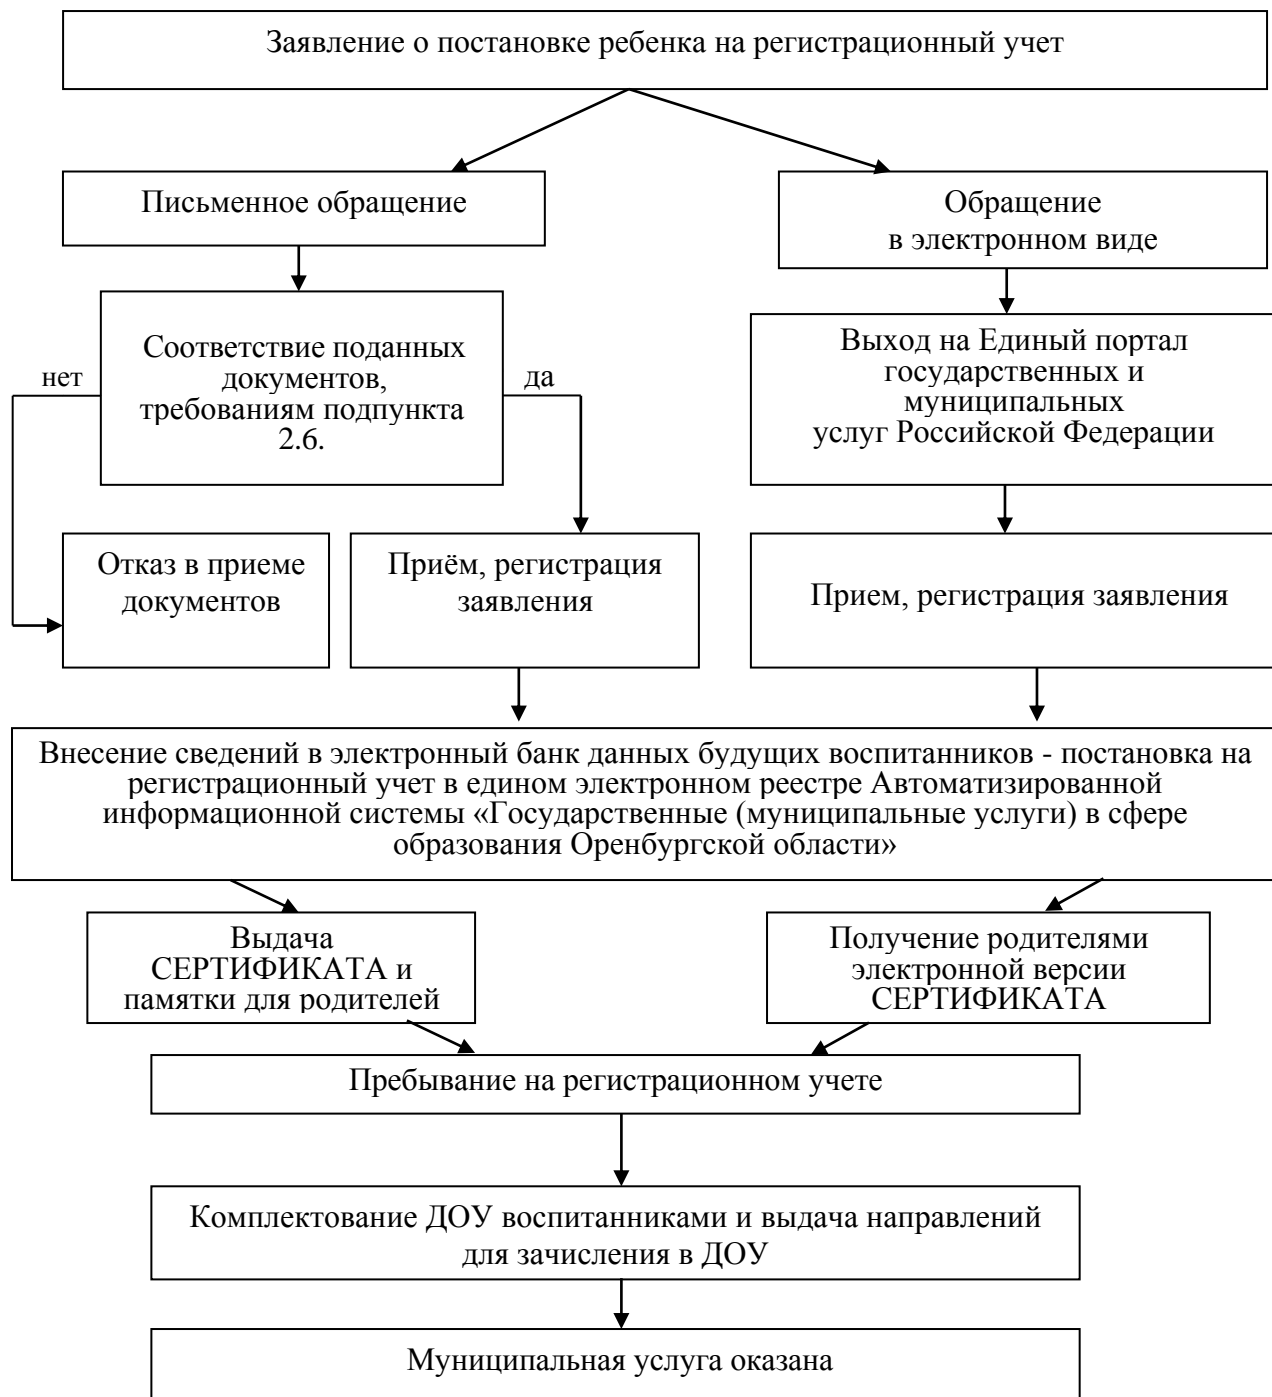 Заявление о постановке ребенка на регистрационный учет
Письменное обращение
Обращение
в электронном виде
Соответствие поданных
документов,
требованиям подпункта
2.6.
нет
да
Выход на Единый портал
государственных и
муниципальных
услуг Российской Федерации
Отказ в приеме
документов
Приём, регистрация
заявления
Прием, регистрация заявления
Внесение сведений в электронный банк данных будущих воспитанников - постановка на
регистрационный учет в едином электронном реестре Автоматизированной
информационной системы «Государственные (муниципальные услуги) в сфере
образования Оренбургской области»
Выдача
СЕРТИФИКАТА и
памятки для родителей
Получение родителями
электронной версии
СЕРТИФИКАТА
Пребывание на регистрационном учете
Комплектование ДОУ воспитанниками и выдача направлений
для зачисления в ДОУ
Муниципальная услуга оказана